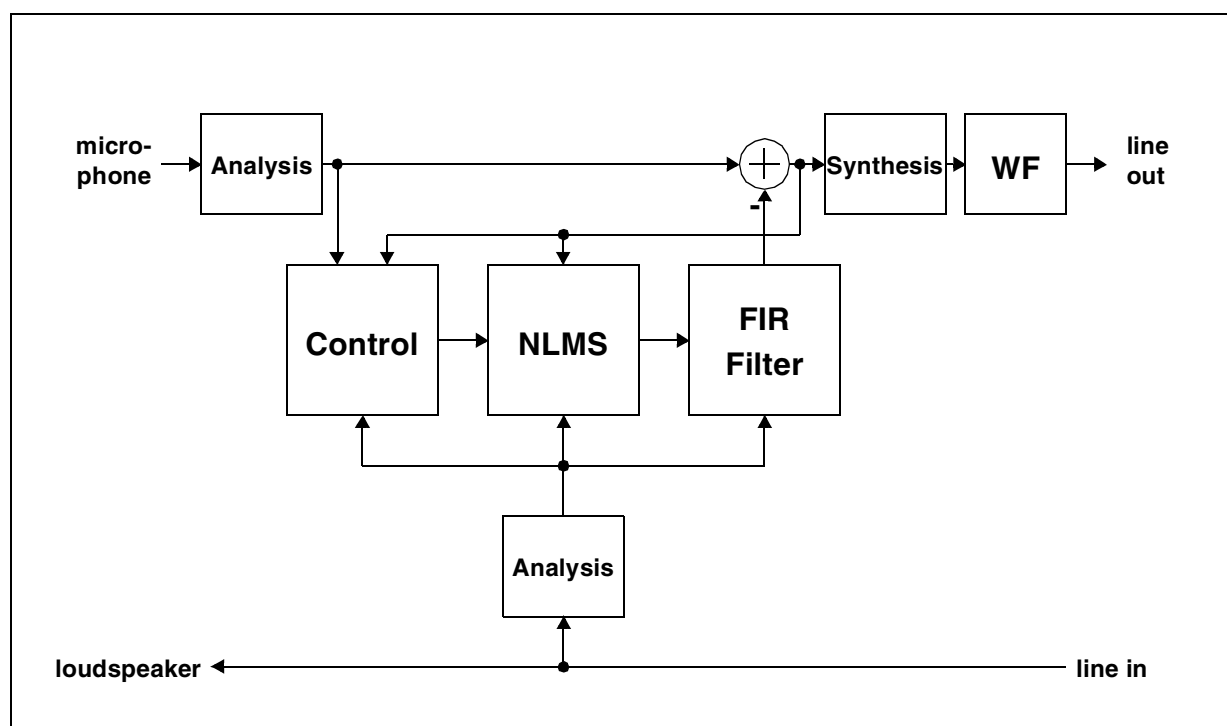 micro-
phone
Analysis
+
Synthesis
WF
line
out
-
Control
NLMS
FIR
Filter
Analysis
loudspeaker
line in